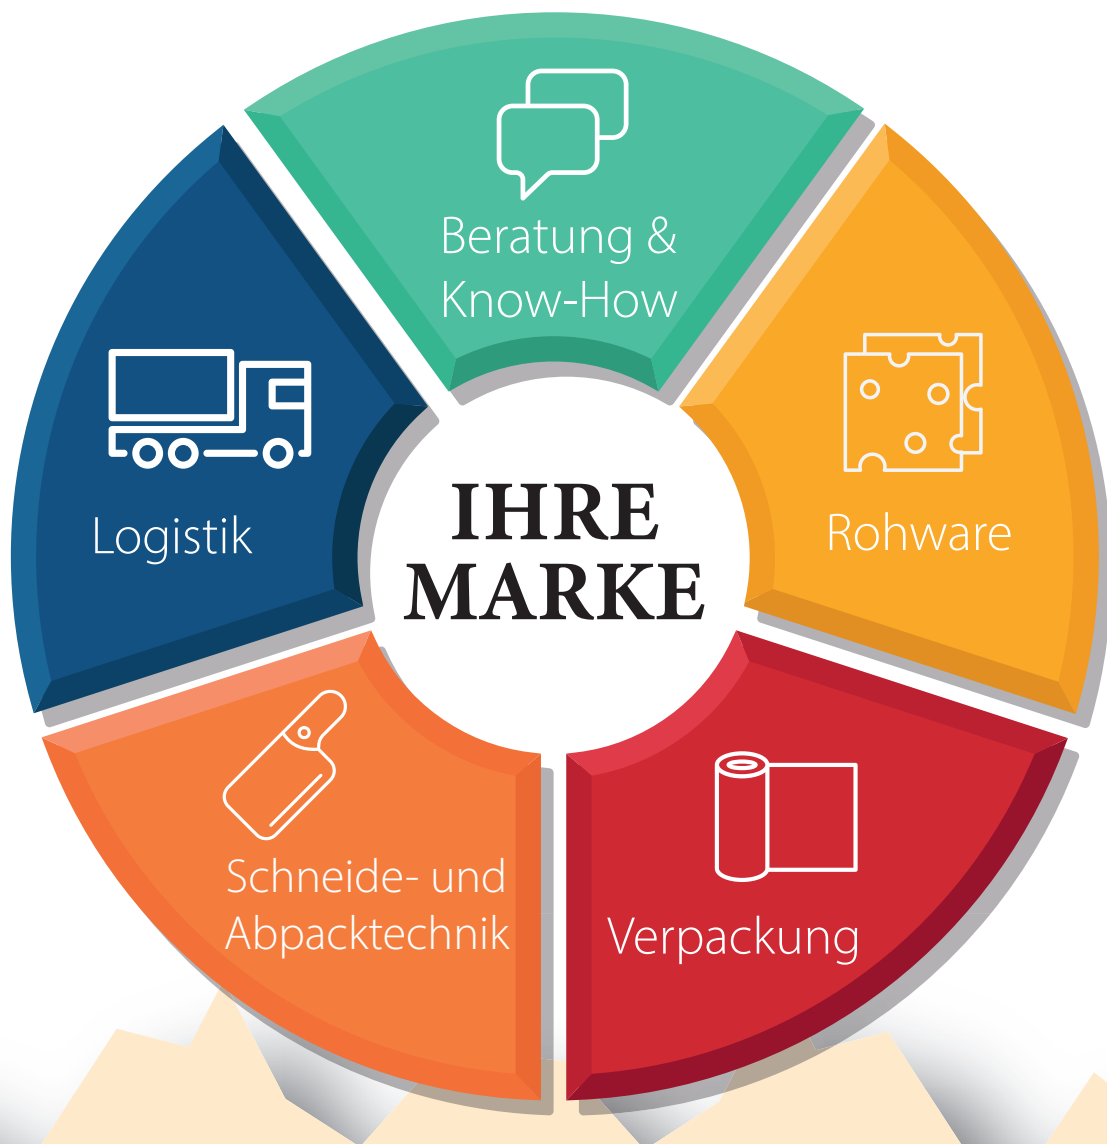 Beratung &
Know-How
Rohware
Verpackung
Schneide- und
Abpacktechnik
Logistik
IHRE
MARKE